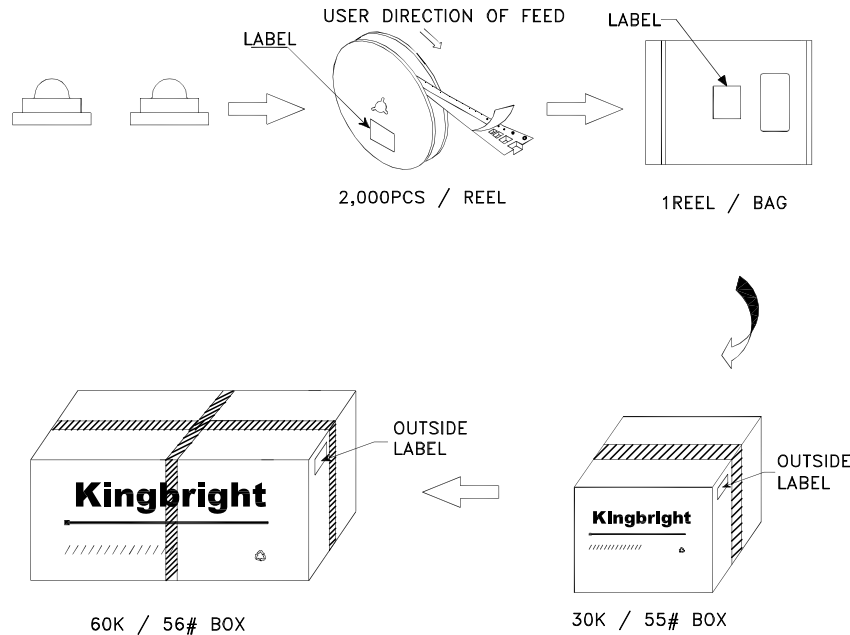 USER DIRECTION OF FEED
LABEL
LABEL
2,000PCS / REEL
1REEL / BAG
OUTSIDE
LABEL
Kingbright
60K / 56# BOX
OUTSIDE
LABEL
Kingbright
30K / 55# BOX